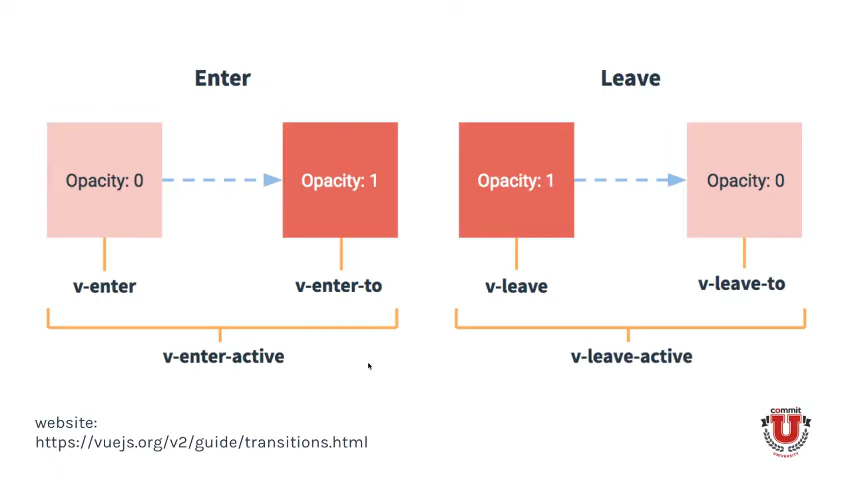 Enter
Leave
Opacity: 0
Opacity: 1
Opacity: 1
Opacity: 0
v-enter
v-enter-to
v-leave
v-leave-to
v-enter-active
v-leave-active
website:
https://vuejs.org/v2/guide/transitions.html
commit
U
UNIVERSITY